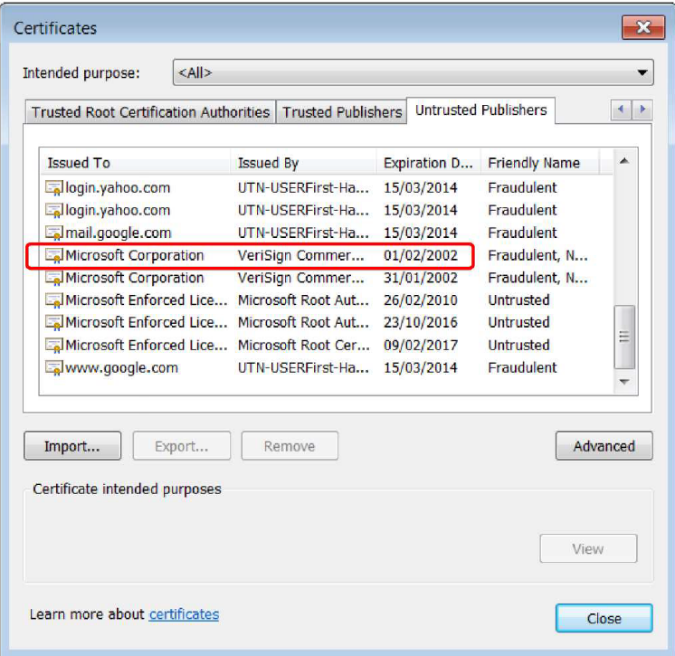 Certificates
Intended purpose: <All>
Trusted Root Certification Authorities Trusted Publishers Untrusted Publishers
Issued To Issued By Expiration D... Friendly Name
login.yahoo.com UTN-USERFirst-Ha... 15/03/2014 Fraudulent
login.yahoo.com UTN-USERFirst-Ha... 15/03/2014 Fraudulent
mail.google.com UTN-USERFirst-Ha... 15/03/2014 Fraudulent
Microsoft Corporation VeriSign Commer... 01/02/2002 Fraudulent, N...
Microsoft Corporation VeriSign Commer... 31/01/2002 Fraudulent, N...
Microsoft Enforced Lice... Microsoft Root Aut... 26/02/2010 Untrusted
Microsoft Enforced Lice... Microsoft Root Aut... 23/10/2016 Untrusted
Microsoft Enforced Lice... Microsoft Root Cer... 09/02/2017 Untrusted
www.google.com UTN-USERFirst-Ha... 15/03/2014 Fraudulent
Import... Export... Remove Advanced
Certificate intended purposes
View
Learn more about certificates
Close